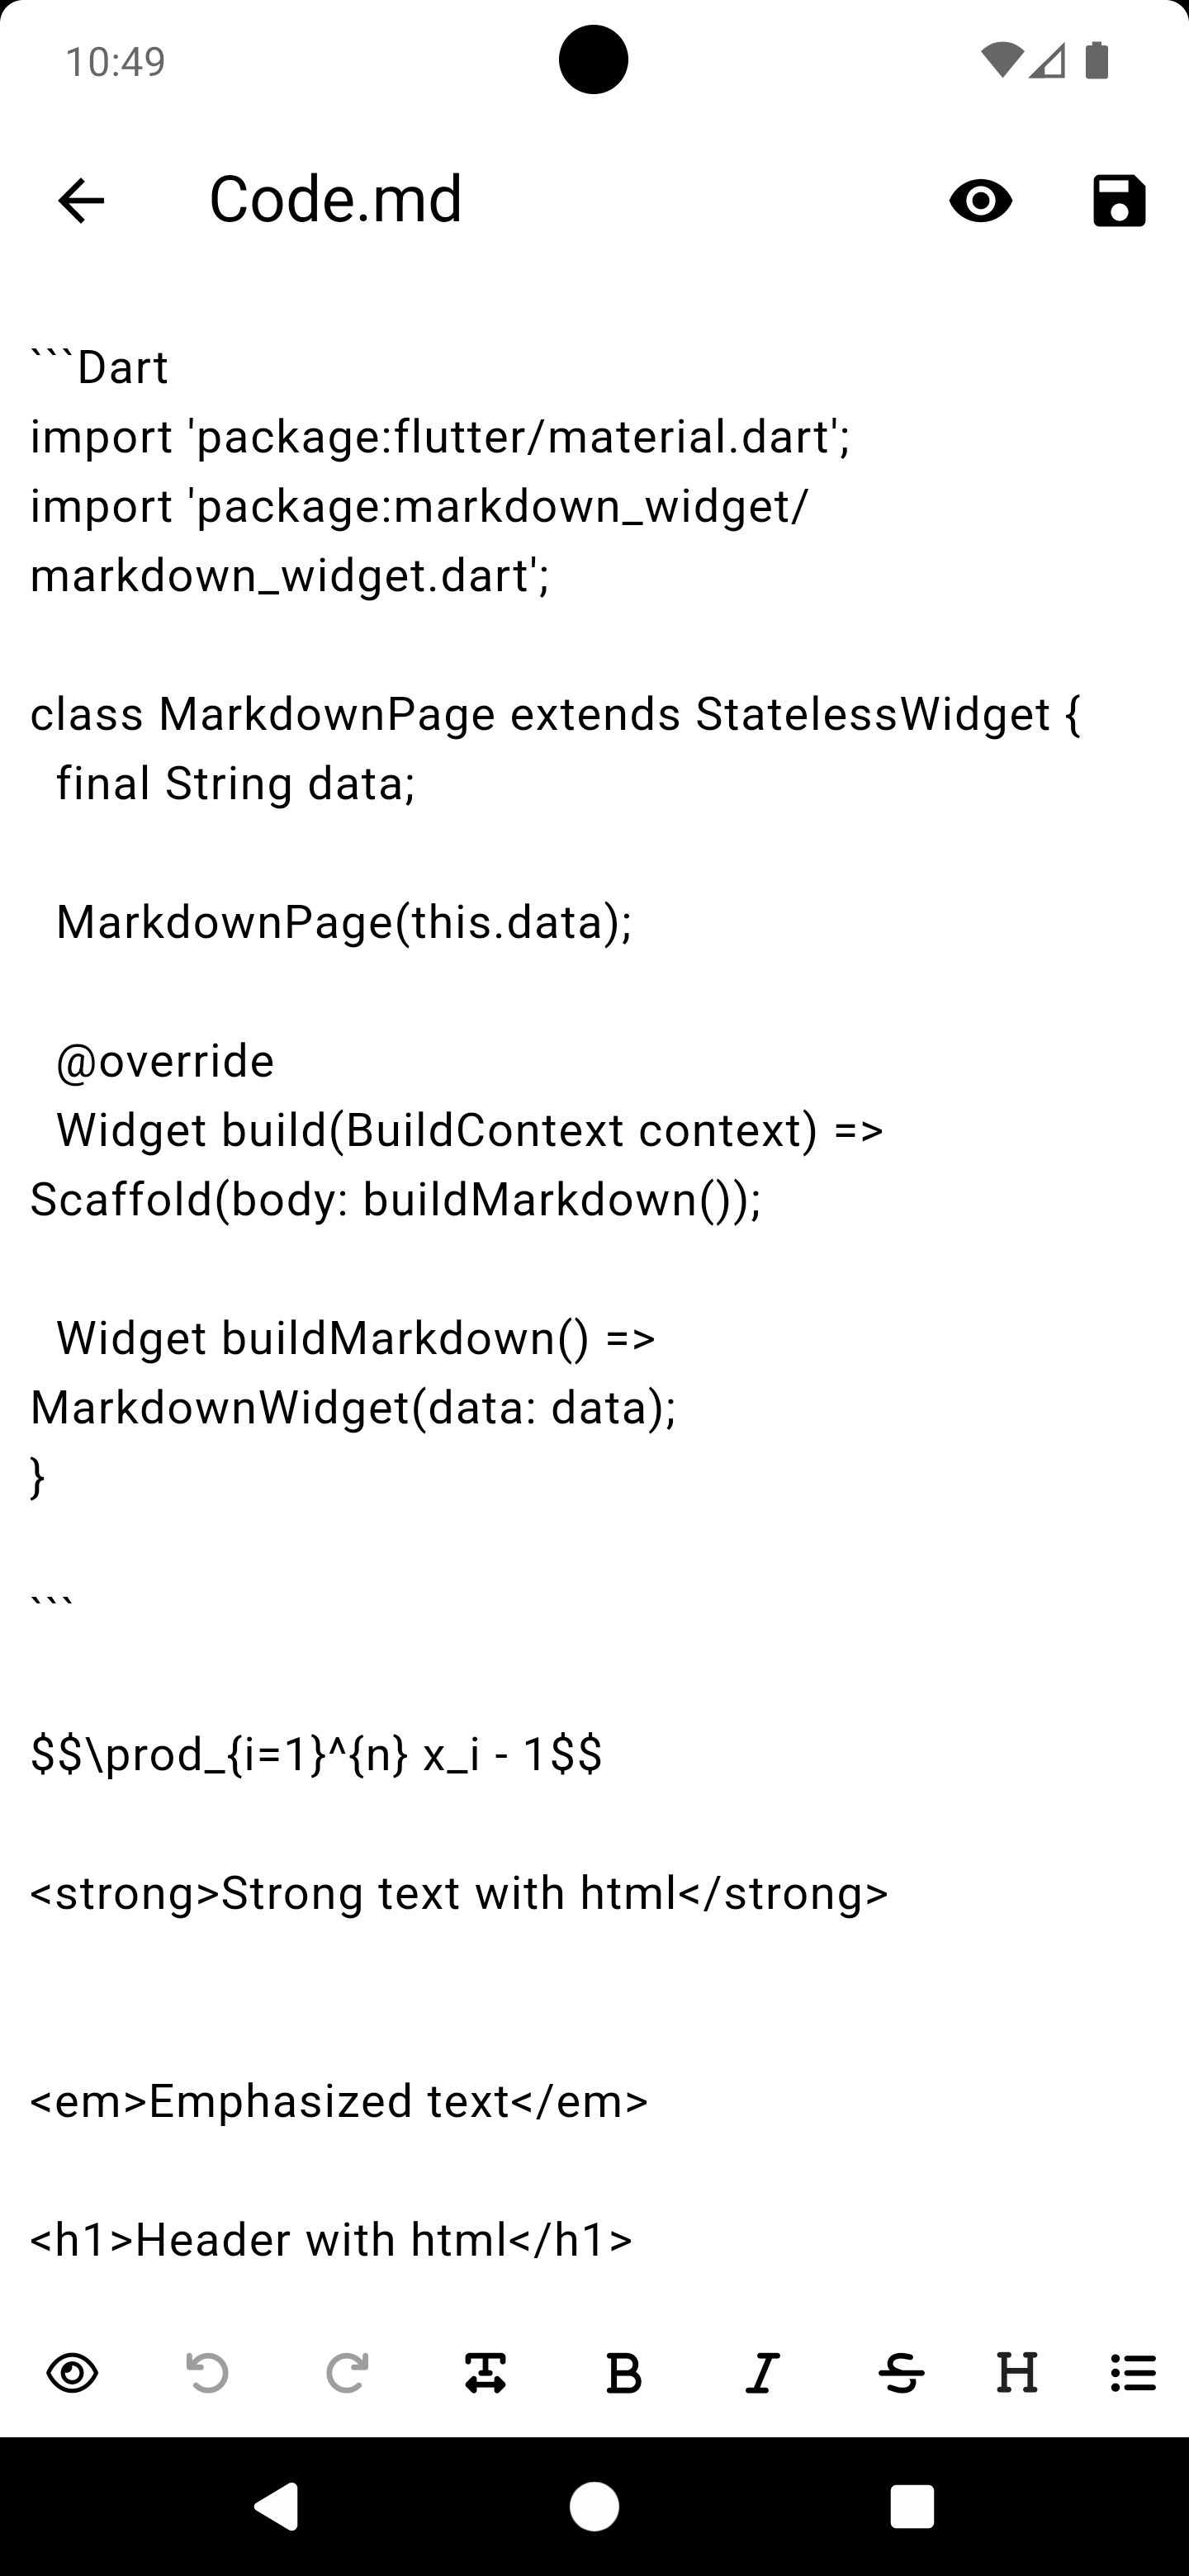 10:49
Code.md
```Dart
import 'package:flutter/material.dart';
import 'package:markdown_widget/
markdown_widget.dart';
class MarkdownPage extends StatelessWidget {
  final String data;
  MarkdownPage(this.data);
  @override
  Widget build(BuildContext context) =>
Scaffold(body: buildMarkdown());
  Widget buildMarkdown() =>
MarkdownWidget(data: data);
}
```
$$\prod_{i=1}^{n} x_i - 1$$
<strong>Strong text with html</strong>
<em>Emphasized text</em>
<h1>Header with html</h1>